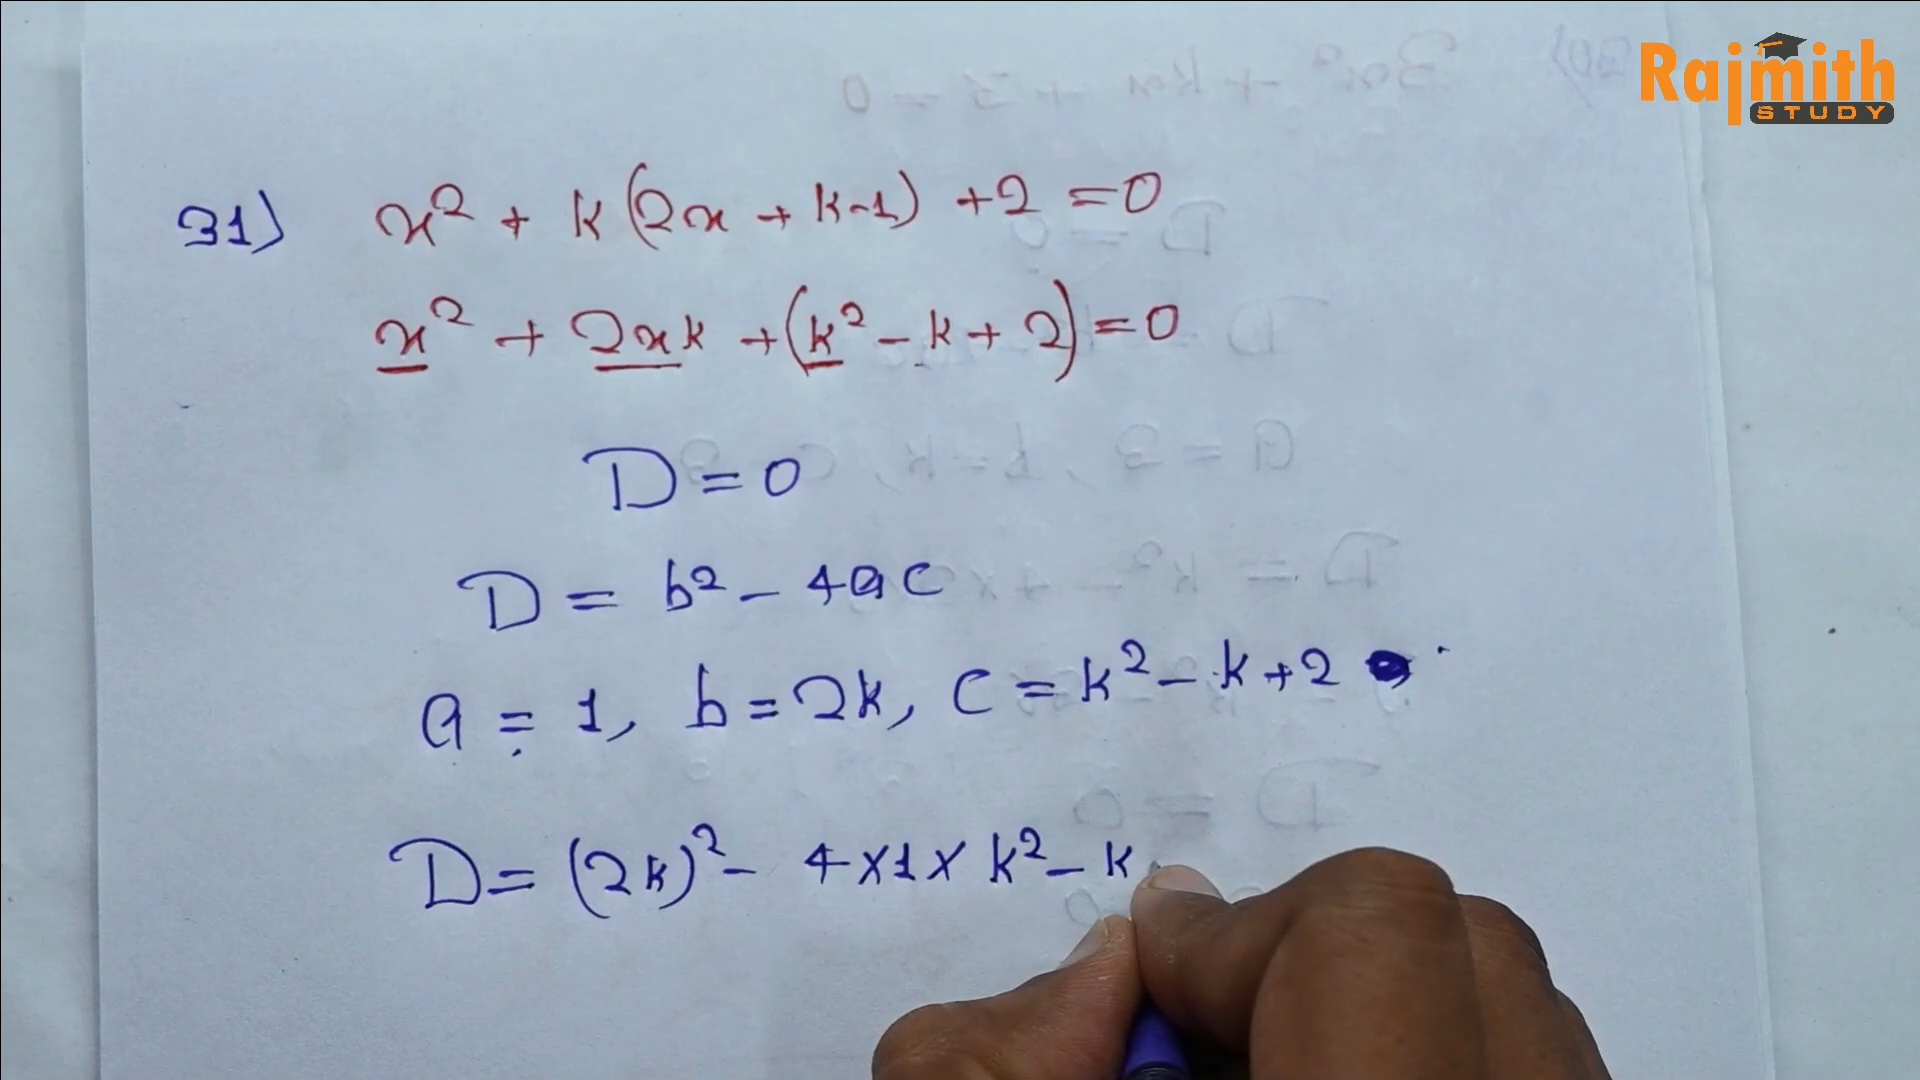 Rajmith
STUDY
31) x² + k(2x + k-1) + 2 = 0
x² + 2xk + (k² - k + 2) = 0
D = 0
D = b² - 4ac
a = 1, b = 2k, c = k² - k + 2
D = (2k)² - 4×1× k² - k